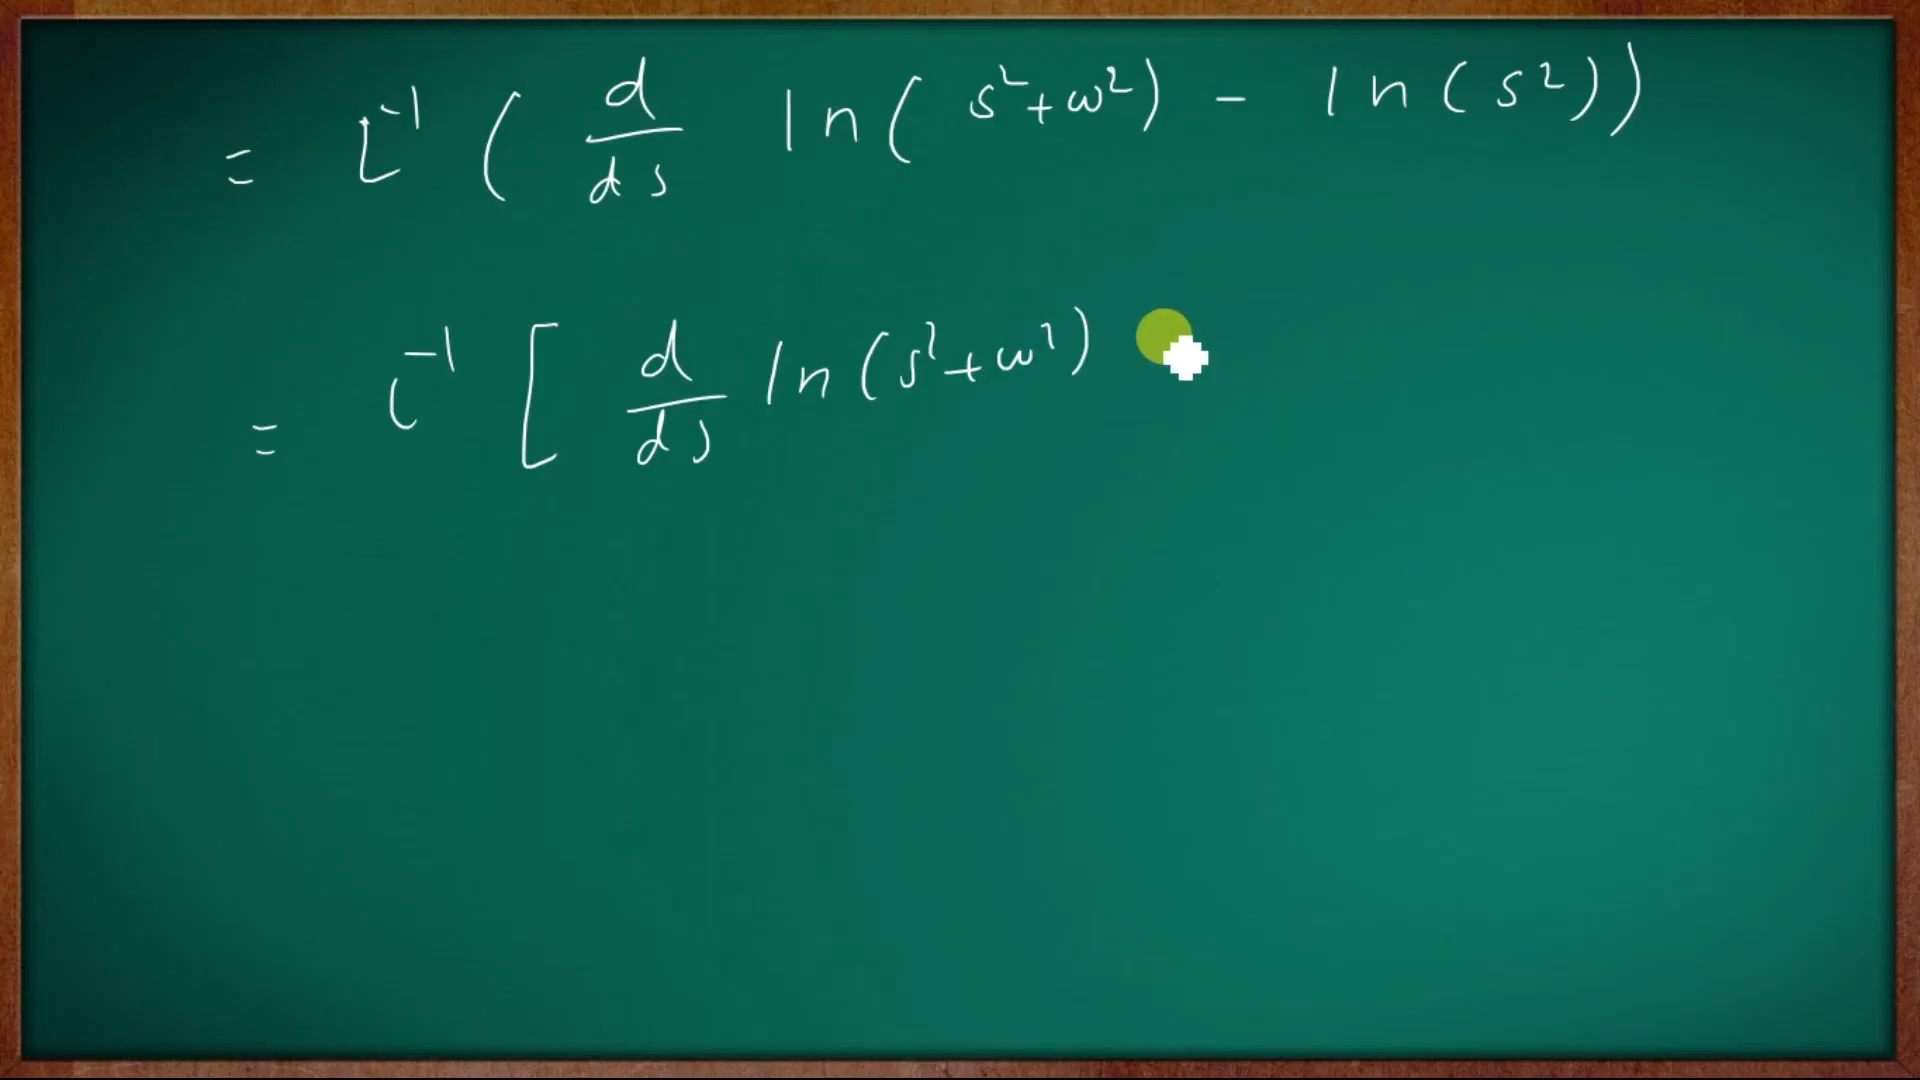 = L⁻¹ ( d/ds ln( s²+ω²) - ln(s²))
= L⁻¹ [ d/ds ln(s²+ω²)